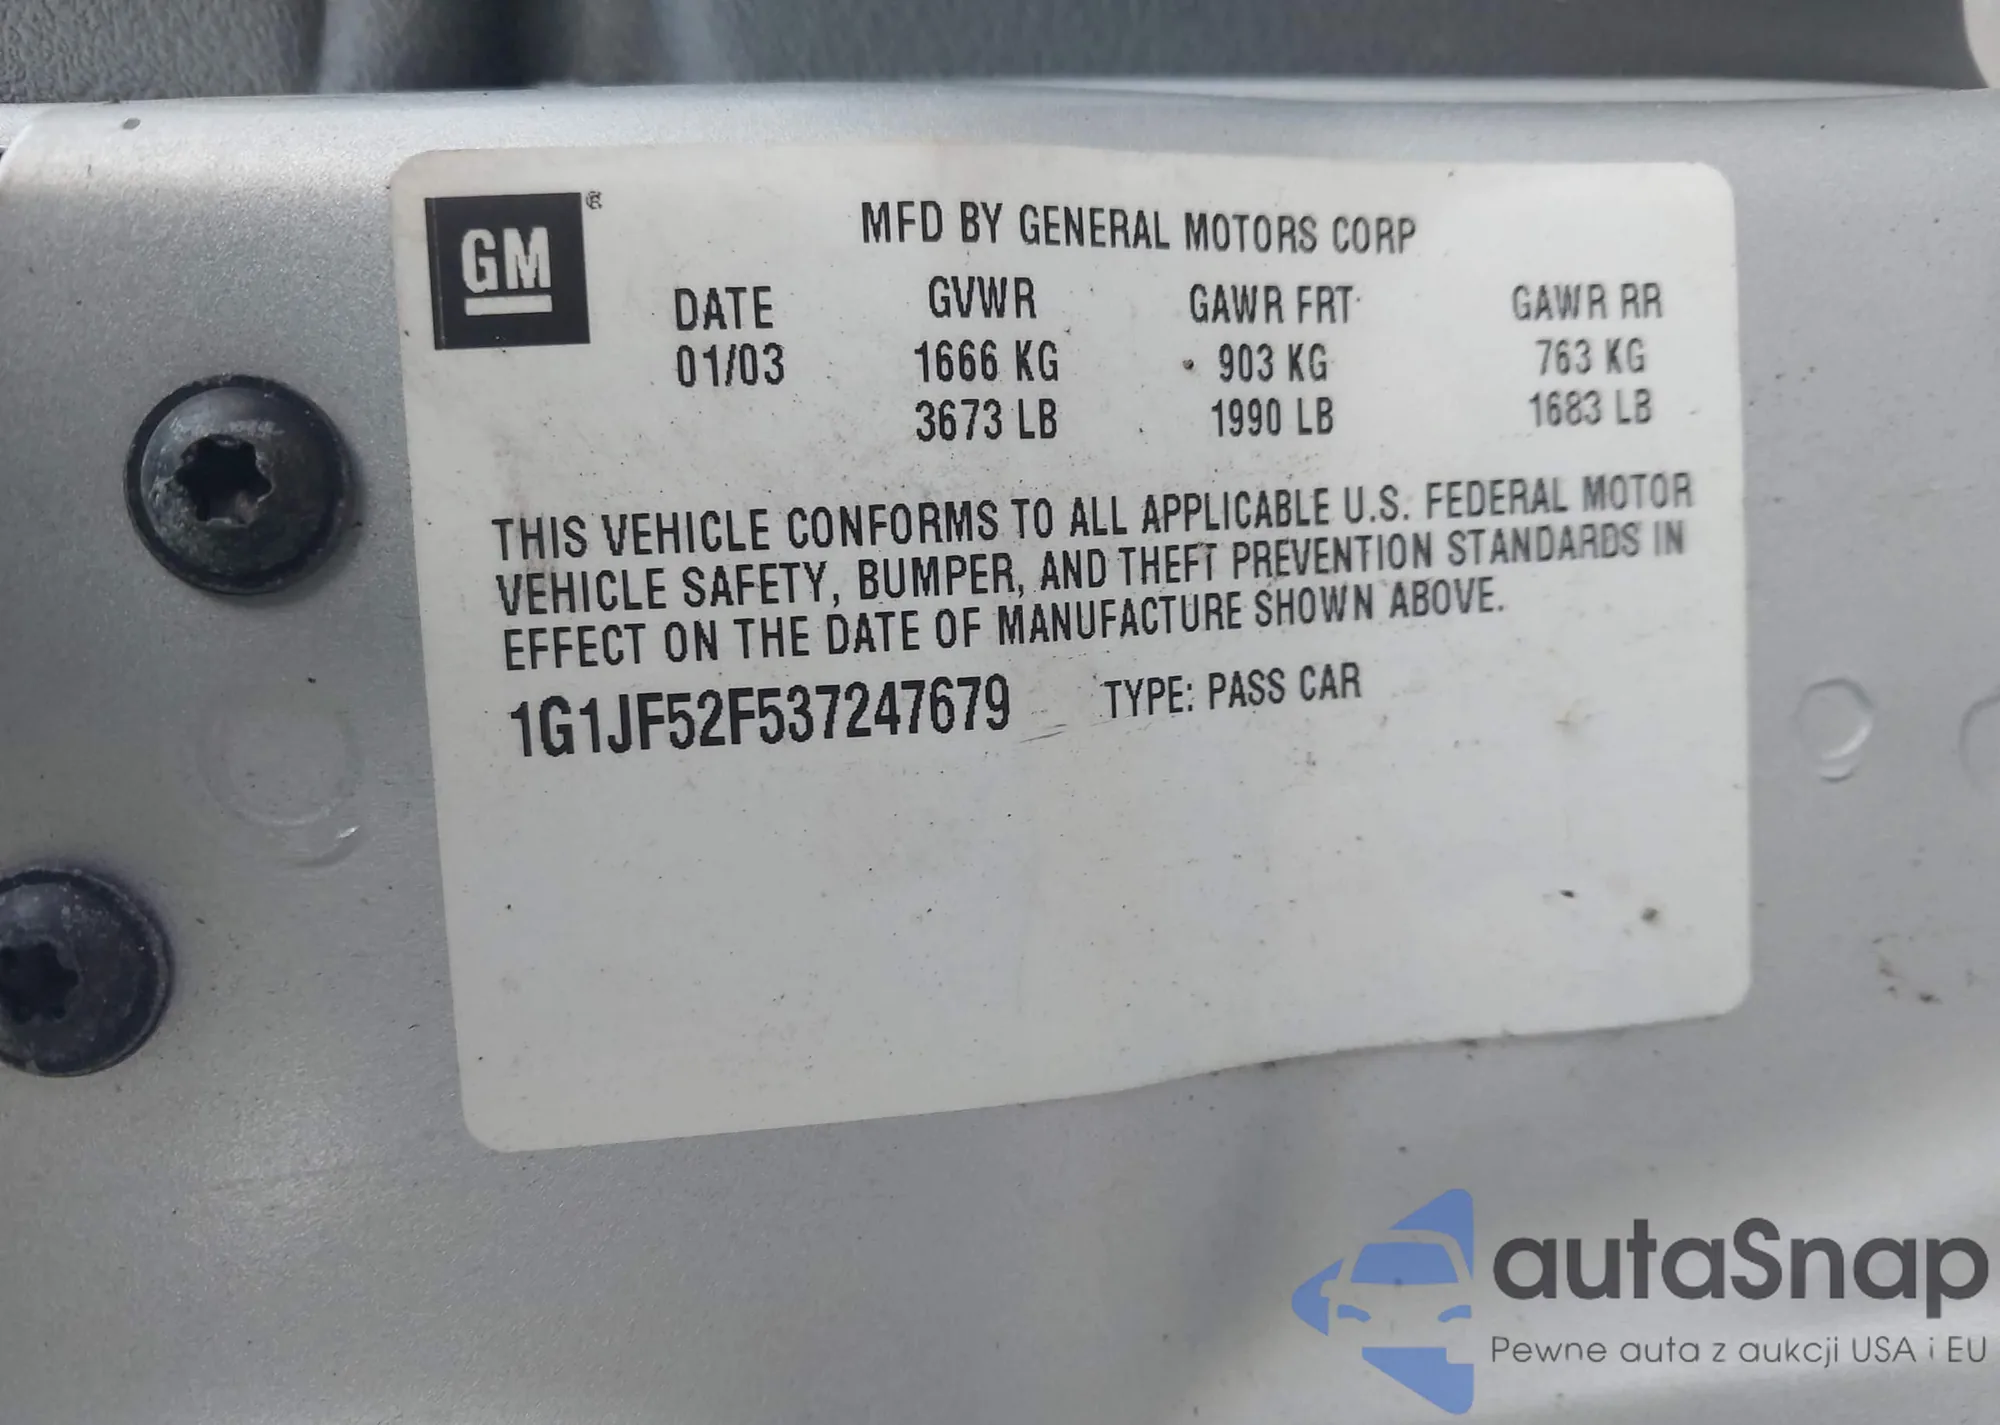 GM ®
MFD BY GENERAL MOTORS CORP
DATE GVWR GAWR FRT GAWR RR
01/03 1666 KG 903 KG 763 KG
3673 LB 1990 LB 1683 LB
THIS VEHICLE CONFORMS TO ALL APPLICABLE U.S. FEDERAL MOTOR
VEHICLE SAFETY, BUMPER, AND THEFT PREVENTION STANDARDS IN
EFFECT ON THE DATE OF MANUFACTURE SHOWN ABOVE.
1G1JF52F537247679 TYPE: PASS CAR
autaSnap
Pewne auta z aukcji USA i EU